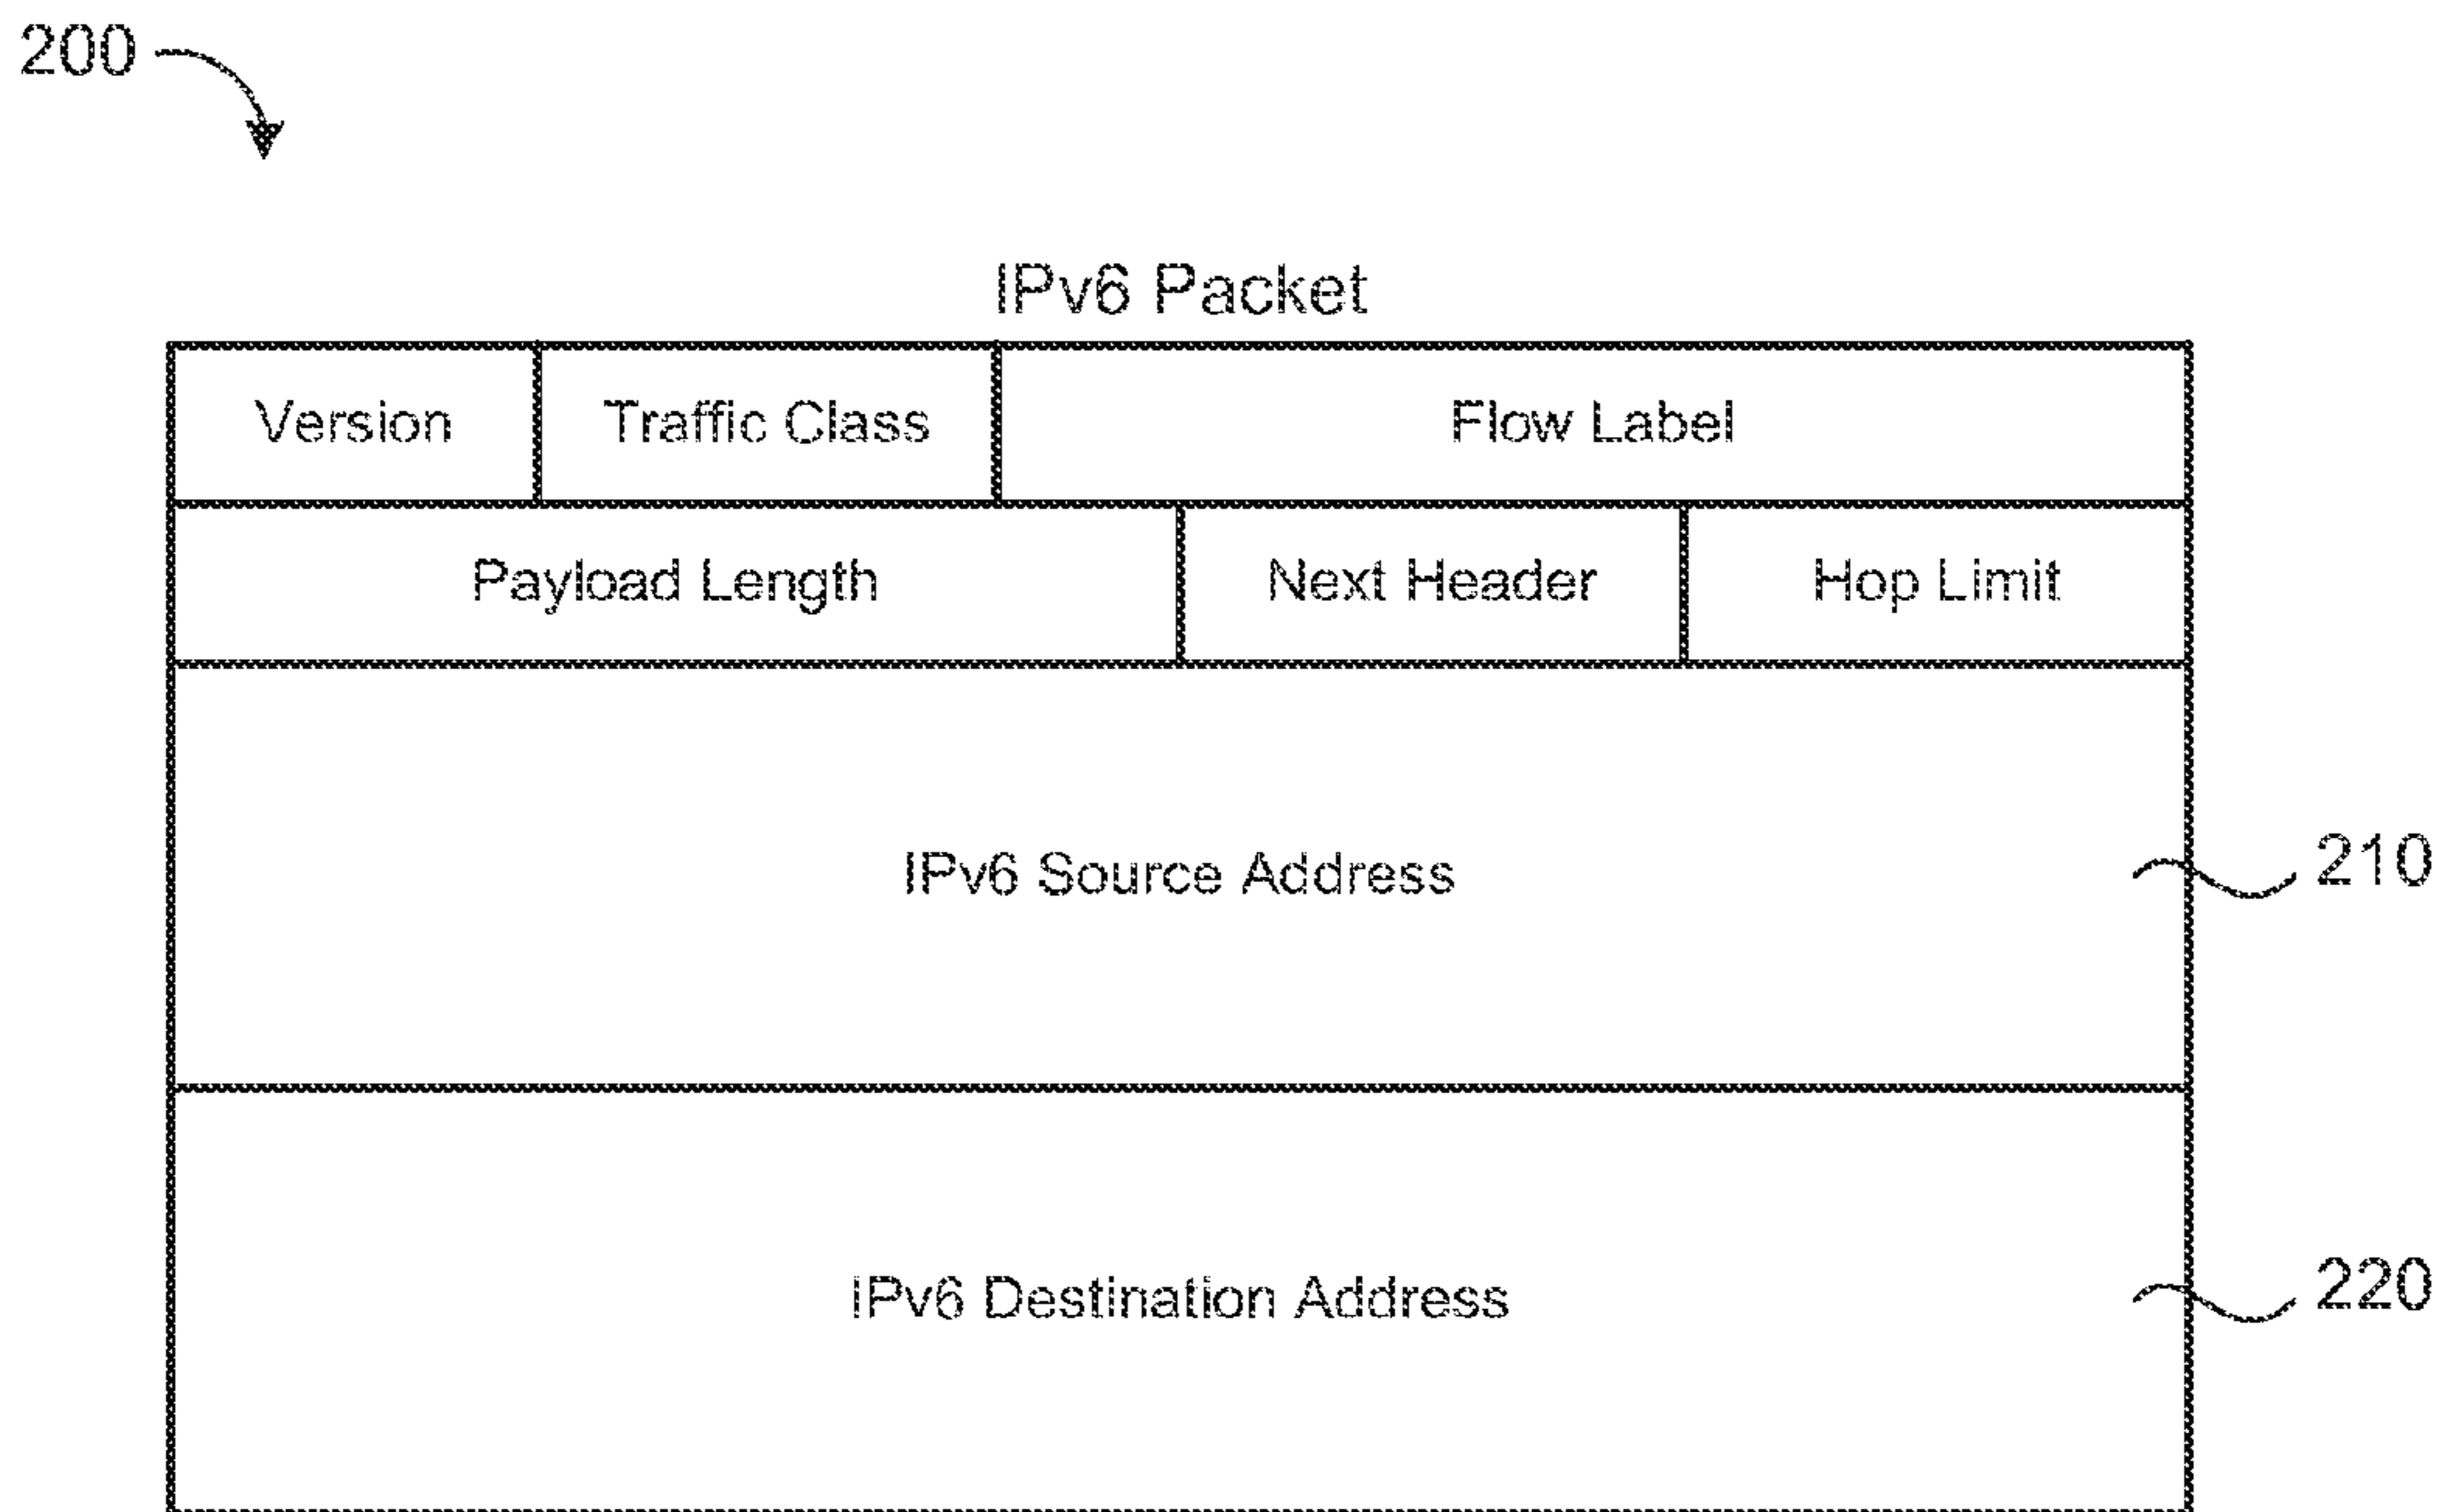 200
IPv6 Packet
Version Traffic Class Flow Label
Payload Length Next Header Hop Limit
IPv6 Source Address 210
IPv6 Destination Address 220